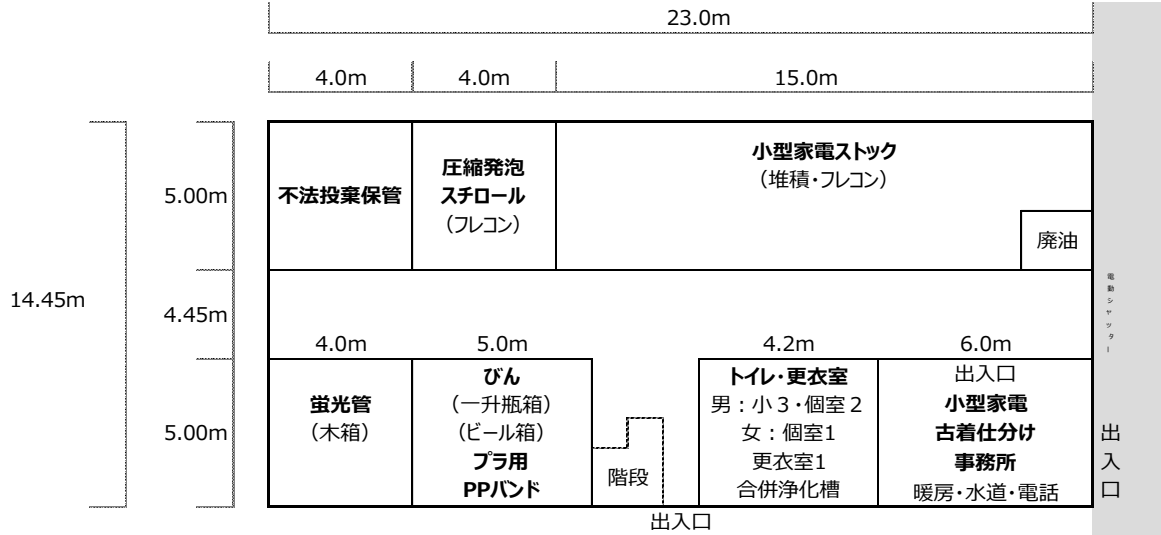 23.0m
4.0m
4.0m
15.0m
5.00m
不法投棄保管
圧縮発泡
スチロール
（フレコン）
小型家電ストック
（堆積・フレコン）
廃油
14.45m
4.45m
電動シャッター
4.0m
5.0m
4.2m
6.0m
5.00m
蛍光管
（木箱）
びん
（一升瓶箱）
（ビール箱）
プラ用
PPバンド
階段
トイレ・更衣室
男：小３・個室２
女：個室1
更衣室1
合併浄化槽
出入口
小型家電
古着仕分け
事務所
暖房・水道・電話
出入口
出入口